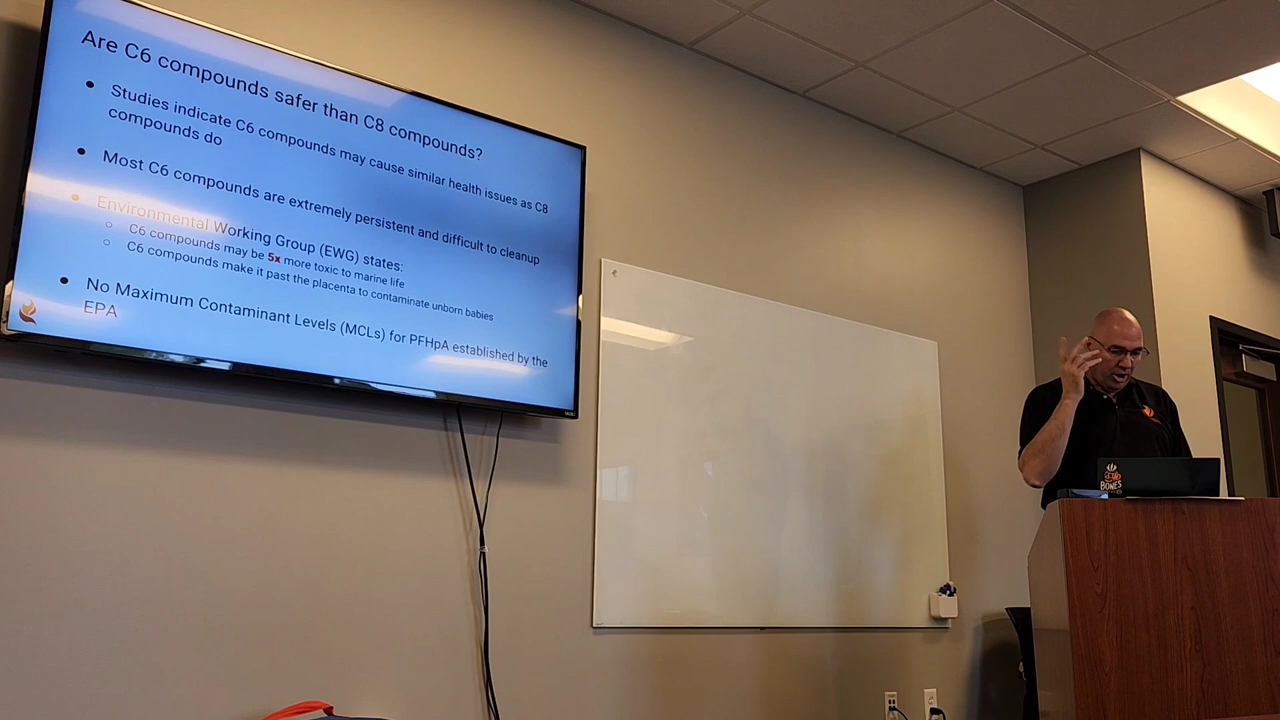 Are C6 compounds safer than C8 compounds?
Studies indicate C6 compounds may cause similar health issues as C8
compounds do
Most C6 compounds are extremely persistent and difficult to cleanup
Environmental Working Group (EWG) states:
C6 compounds may be 5x more toxic to marine life
C6 compounds make it past the placenta to contaminate unborn babies
No Maximum Contaminant Levels (MCLs) for PFHpA established by the
EPA
BONES